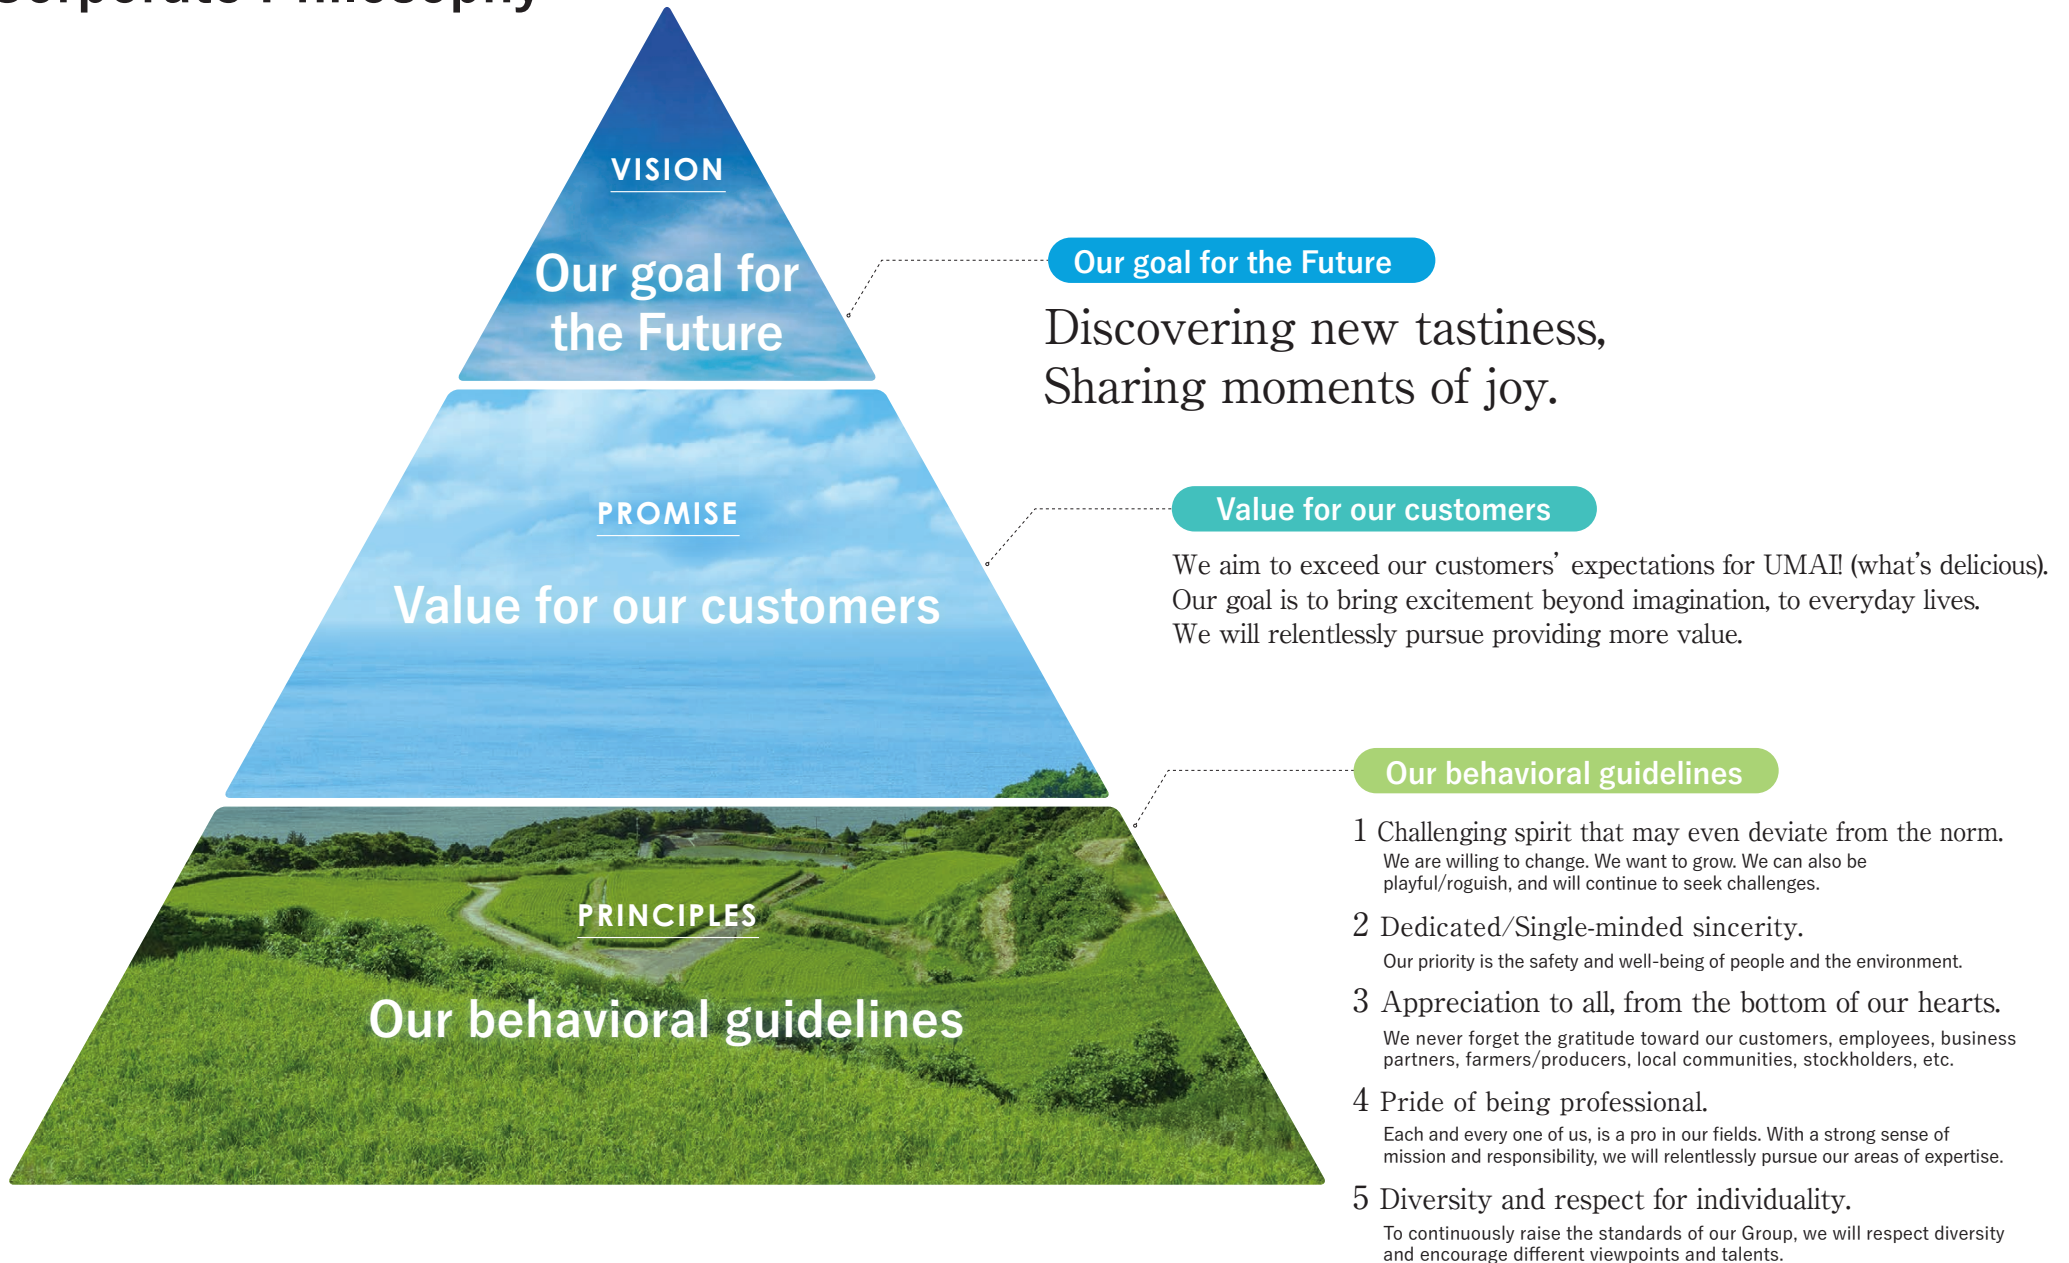 Corporate Philosophy
VISION
Our goal for
the Future
Our goal for the Future
Discovering new tastiness,
Sharing moments of joy.
PROMISE
Value for our customers
Value for our customers
We aim to exceed our customers’ expectations for UMAI! (what’s delicious).
Our goal is to bring excitement beyond imagination, to everyday lives.
We will relentlessly pursue providing more value.
PRINCIPLES
Our behavioral guidelines
Our behavioral guidelines
1 Challenging spirit that may even deviate from the norm.
We are willing to change. We want to grow. We can also be
playful/roguish, and will continue to seek challenges.
2 Dedicated/Single-minded sincerity.
Our priority is the safety and well-being of people and the environment.
3 Appreciation to all, from the bottom of our hearts.
We never forget the gratitude toward our customers, employees, business
partners, farmers/producers, local communities, stockholders, etc.
4 Pride of being professional.
Each and every one of us, is a pro in our fields. With a strong sense of
mission and responsibility, we will relentlessly pursue our areas of expertise.
5 Diversity and respect for individuality.
To continuously raise the standards of our Group, we will respect diversity
and encourage different viewpoints and talents.